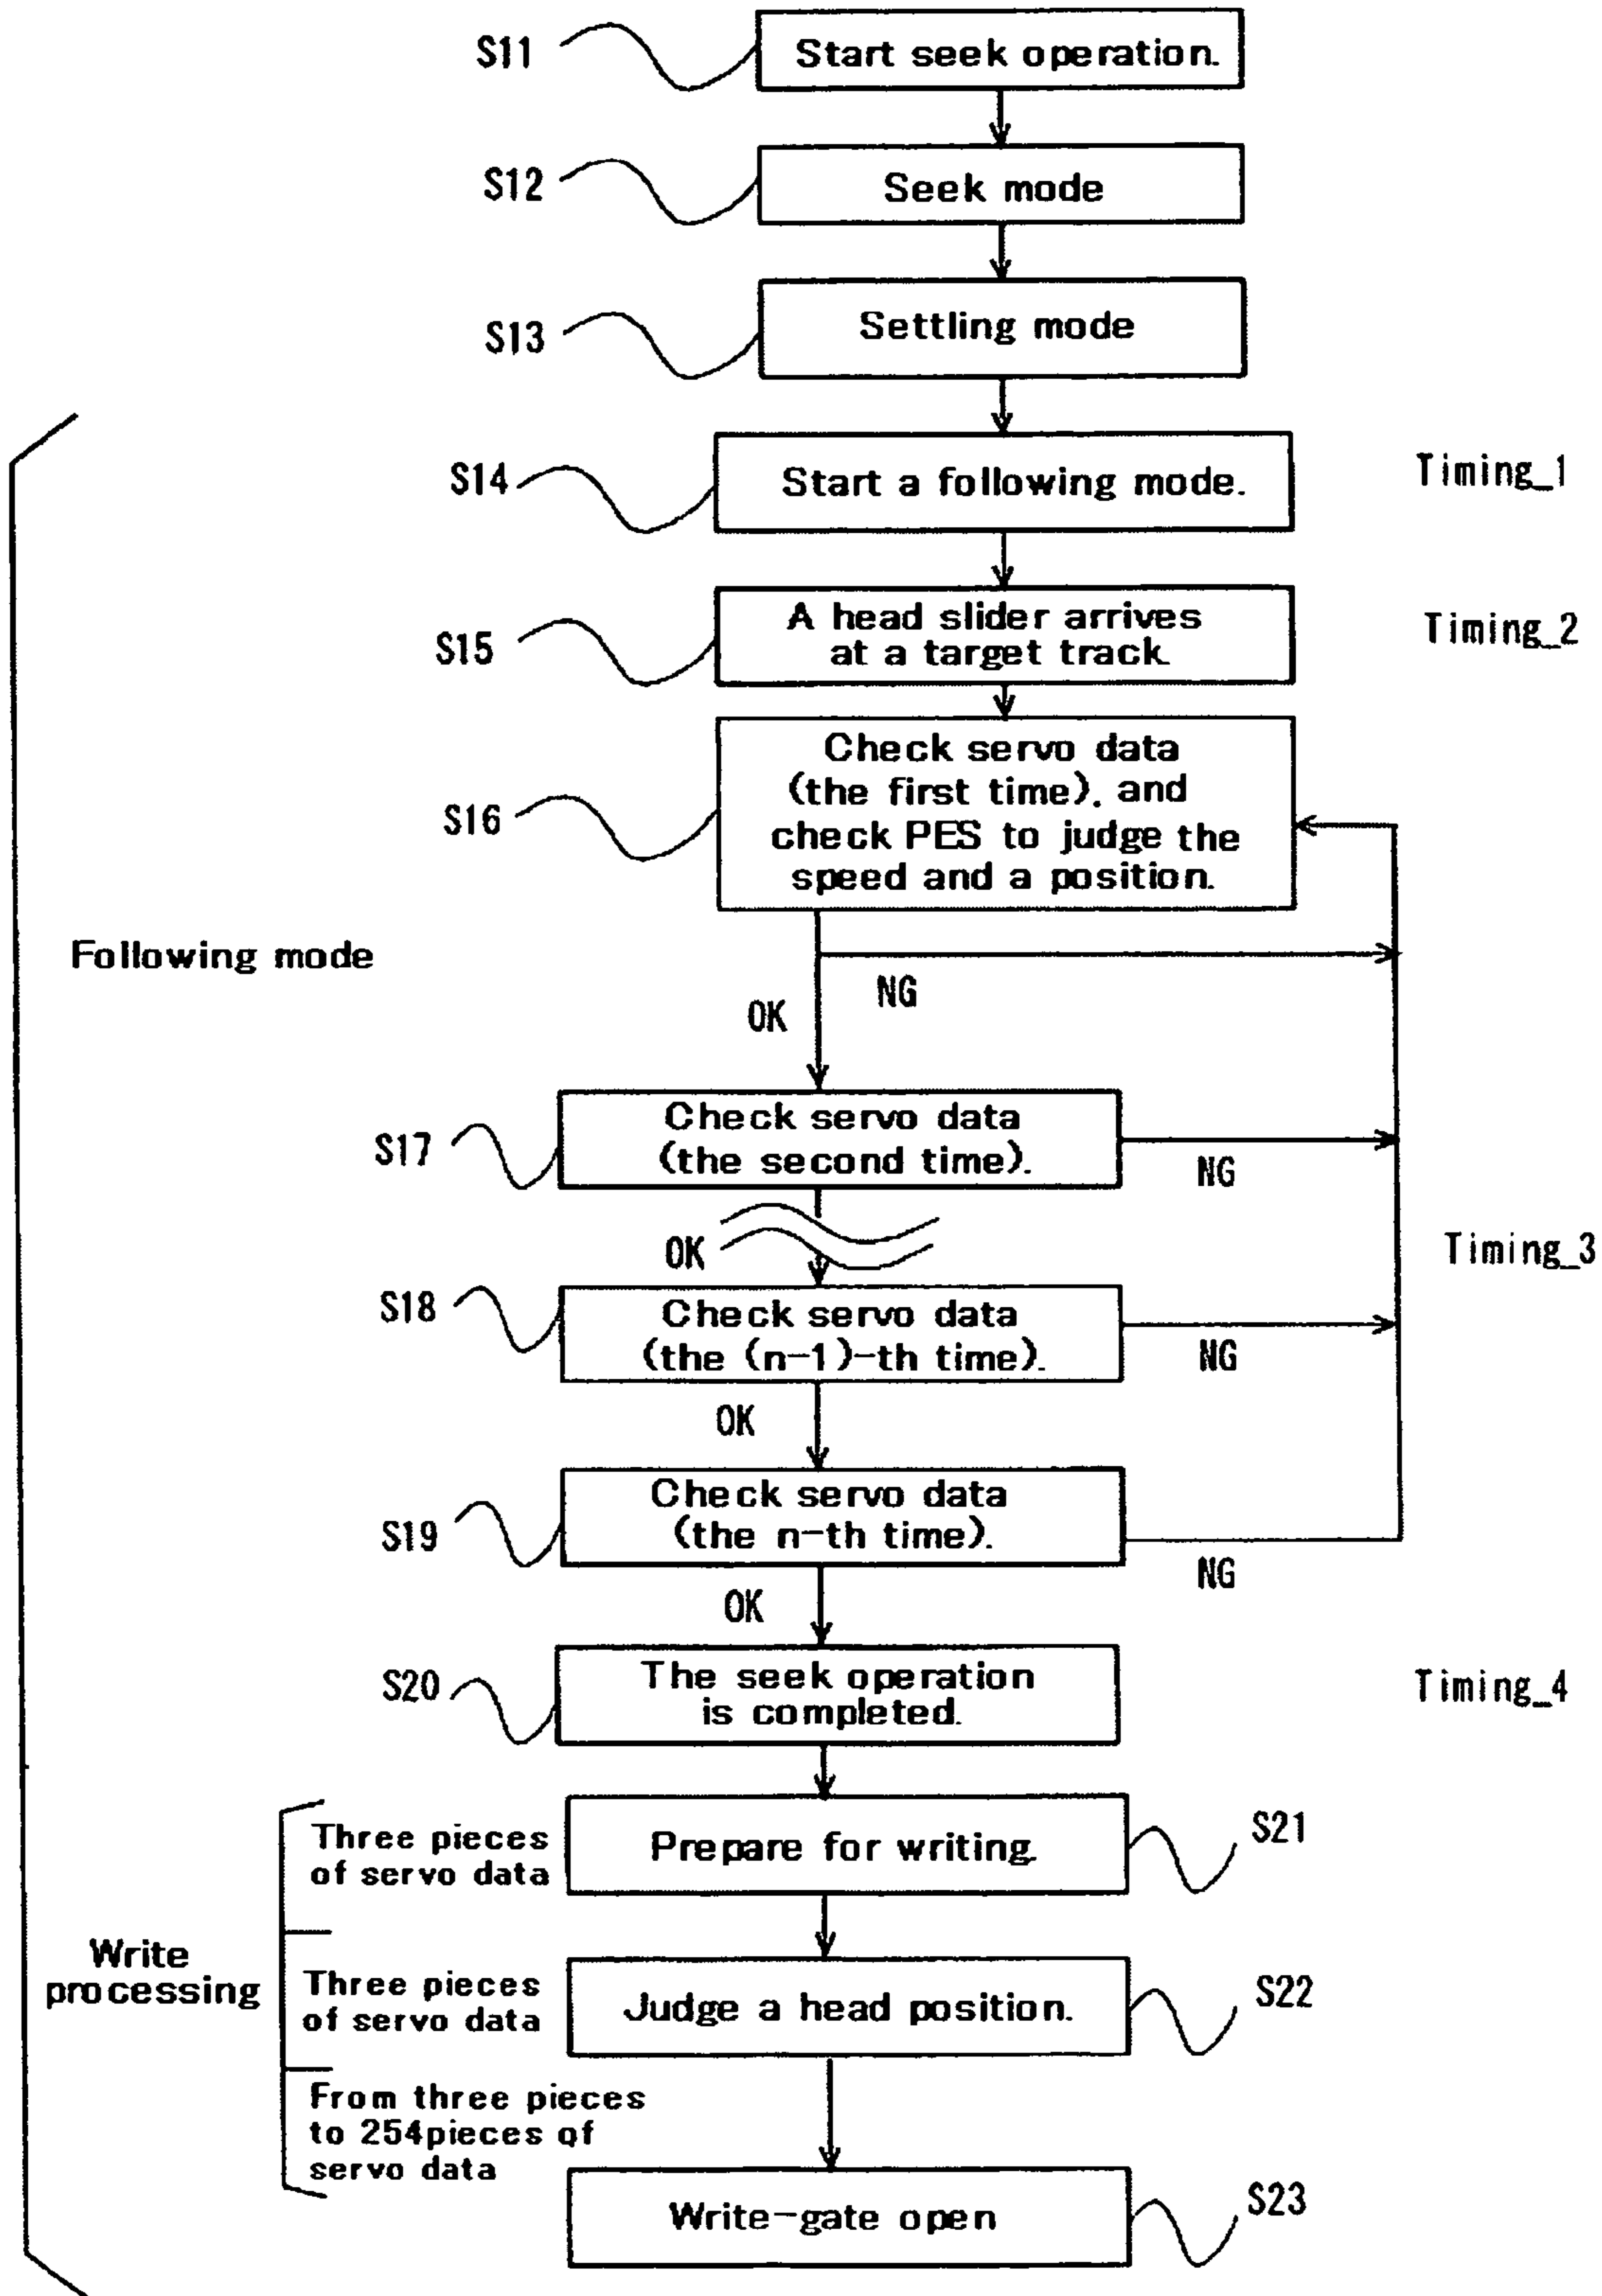 S11
Start seek operation.
S12
Seek mode
S13
Settling mode
S14
Start a following mode.
Timing_1
S15
A head slider arrives
at a target track.
Timing_2
S16
Check servo data
(the first time), and
check PES to judge the
speed and a position.
Following mode
NG
OK
S17
Check servo data
(the second time).
NG
OK
Timing_3
S18
Check servo data
(the (n-1)-th time).
NG
OK
S19
Check servo data
(the n-th time).
NG
OK
S20
The seek operation
is completed.
Timing_4
Three pieces
of servo data
Prepare for writing.
S21
Write
processing
Three pieces
of servo data
Judge a head position.
S22
From three pieces
to 254pieces of
servo data
Write-gate open
S23